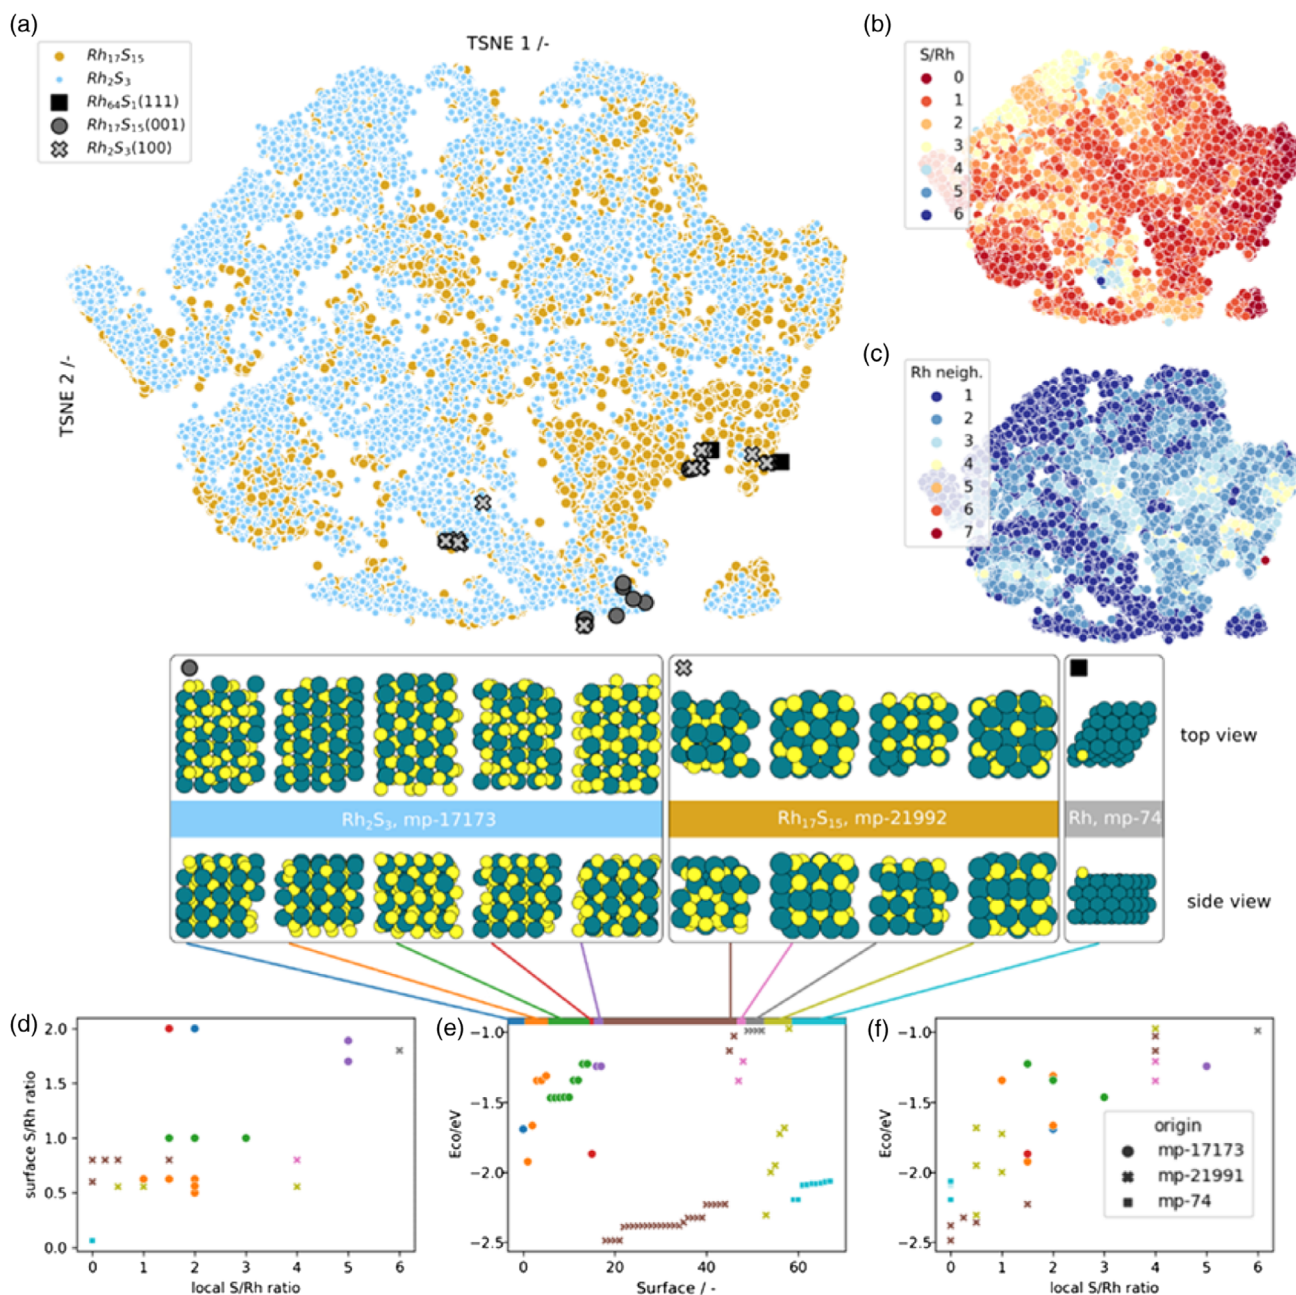 (a)
TSNE 1 /-
Rh17S15
Rh2S3
Rh64S1(111)
Rh17S15(001)
Rh2S3(100)
TSNE 2 /-
(b)
S/Rh
0
1
2
3
4
5
6
(c)
Rh neigh.
1
2
3
4
5
6
7
top view
Rh2S3, mp-17173
Rh17S15, mp-21992
Rh, mp-74
side view
(d)
surface S/Rh ratio
2.0
1.5
1.0
0.5
0.0
0 1 2 3 4 5 6
local S/Rh ratio
(e)
Eco/eV
−1.0
−1.5
−2.0
−2.5
0 20 40 60
Surface / -
(f)
Eco/eV
−1.0
−1.5
−2.0
−2.5
origin
mp-17173
mp-21991
mp-74
0 1 2 3 4 5 6
local S/Rh ratio